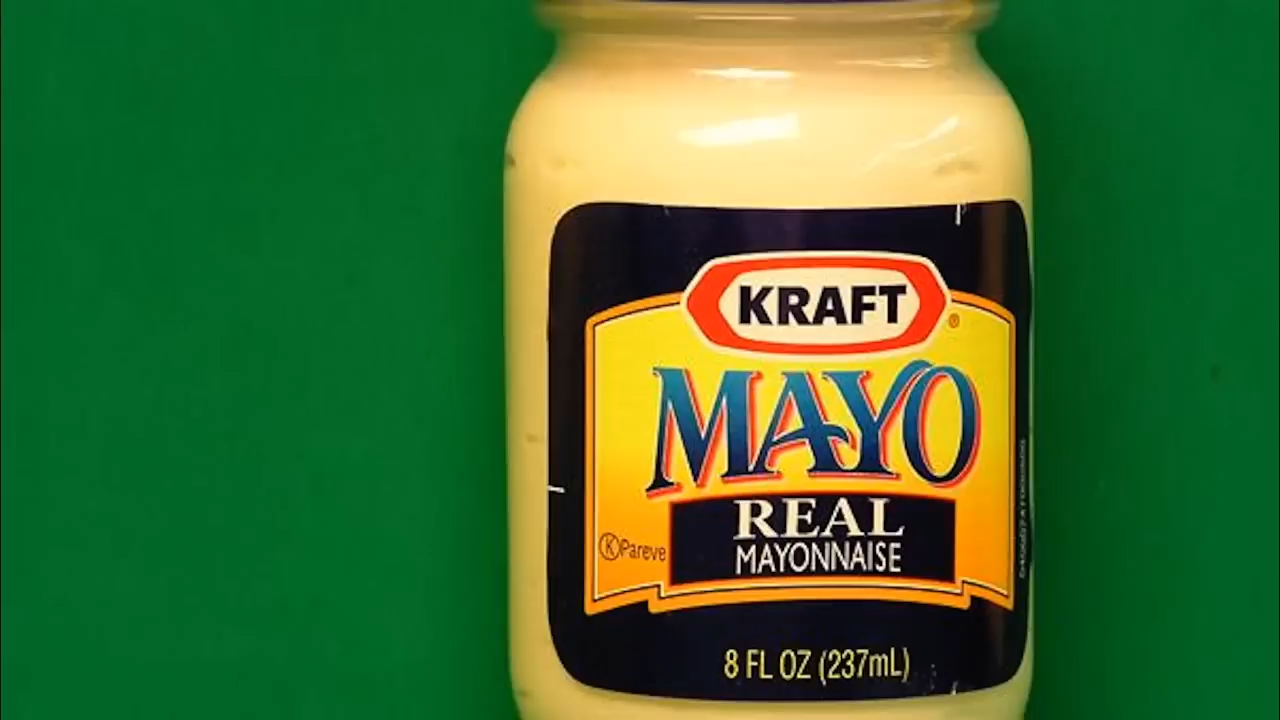 KRAFT
®
MAYO
REAL
MAYONNAISE
Ⓚ Pareve
8 FL OZ (237mL)